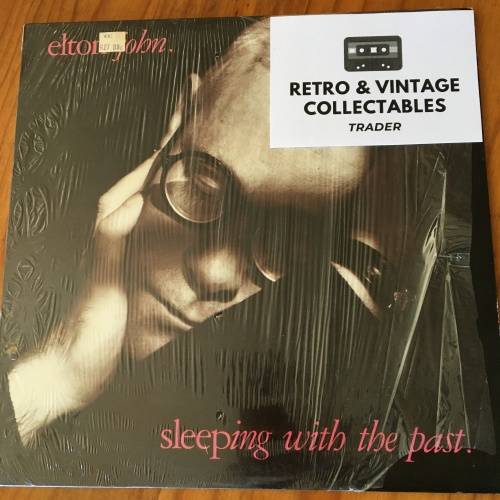 elton john.
RETRO & VINTAGE
COLLECTABLES
TRADER
sleeping with the past.